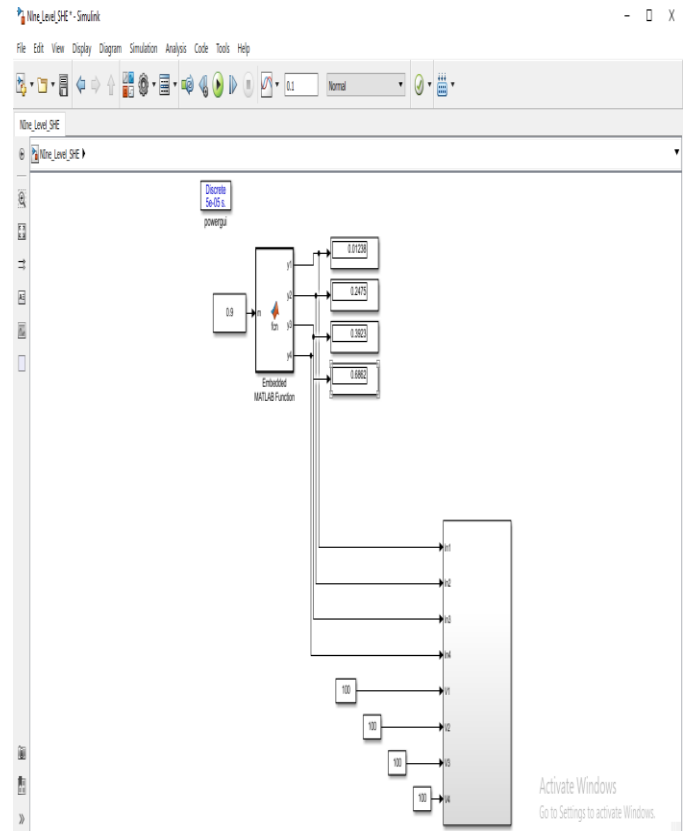 NIne_Level_SHE * - Simulink
File Edit View Display Diagram Simulation Analysis Code Tools Help
0.1 Normal
NIne_Level_SHE
NIne_Level_SHE
Discrete
5e-05 s.
powergui
0.9
m
fcn
y1
y2
y3
y4
Embedded
MATLAB Function
0.01238
0.2475
0.3923
0.6862
In1
In2
In3
In4
100
V1
100
V2
100
V3
100
V4
Activate Windows
Go to Settings to activate Windows.